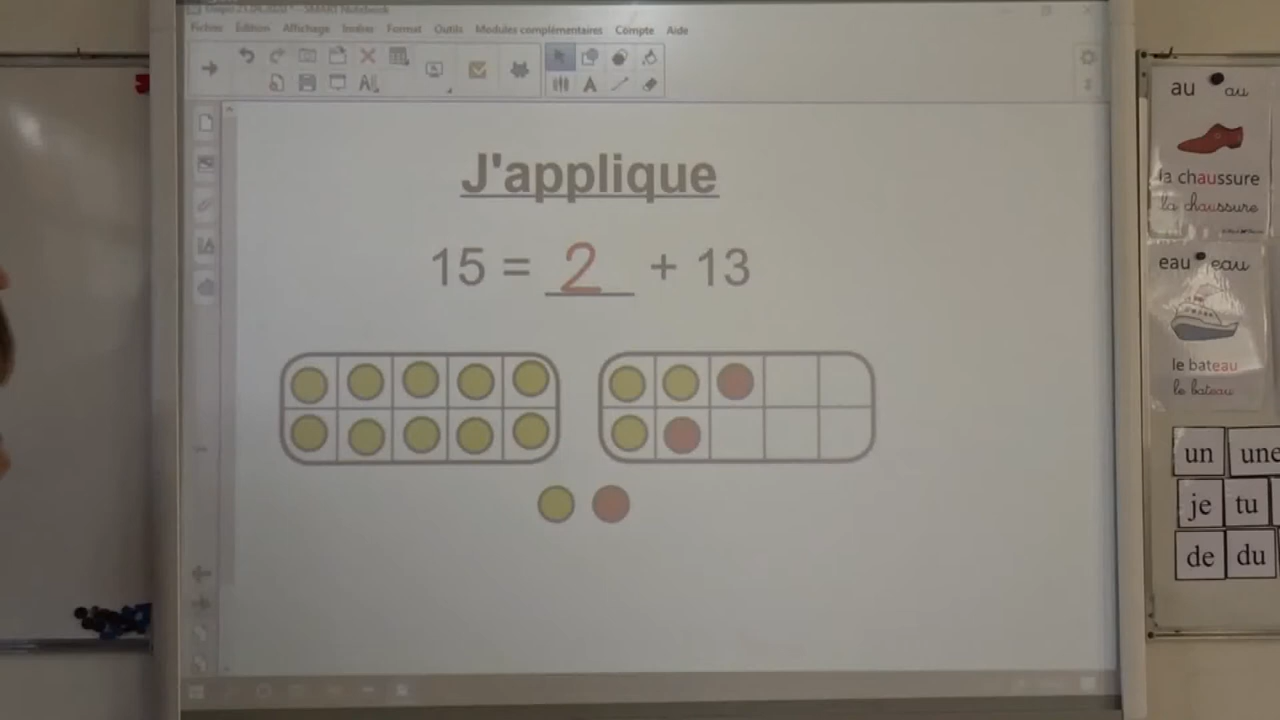 Fichier Édition Affichage Insérer Format Outils Modules complémentaires Compte Aide
J'applique
15 = 2 + 13
au au
la chaussure
la chaussure
eau eau
le bateau
le bateau
un une
je tu
de du